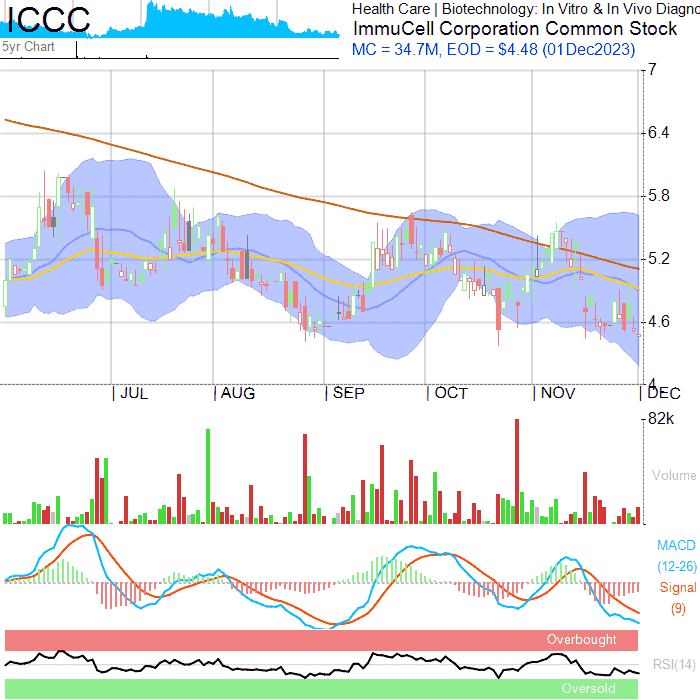 ICCC
Health Care | Biotechnology: In Vitro & In Vivo Diagno
ImmuCell Corporation Common Stock
5yr Chart
MC = 34.7M, EOD = $4.48 (01Dec2023)
7
6.4
5.8
5.2
4.6
4
JUL AUG SEP OCT NOV DEC
82k
Volume
MACD
(12-26)
Signal
(9)
Overbought
RSI(14)
Oversold